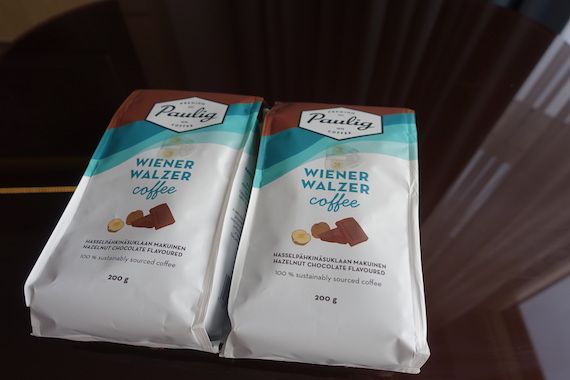 PREMIUM
Paulig
COFFEE
WIENER
WALZER
coffee
HASSELPÄHKINÄSUKLAAN MAKUINEN
HAZELNUT CHOCOLATE FLAVOURED
100 % sustainably sourced coffee
200 g
PREMIUM
Paulig
COFFEE
WIENER
WALZER
coffee
HASSELPÄHKINÄSUKLAAN MAKUINEN
HAZELNUT CHOCOLATE FLAVOURED
100 % sustainably sourced coffee
200 g